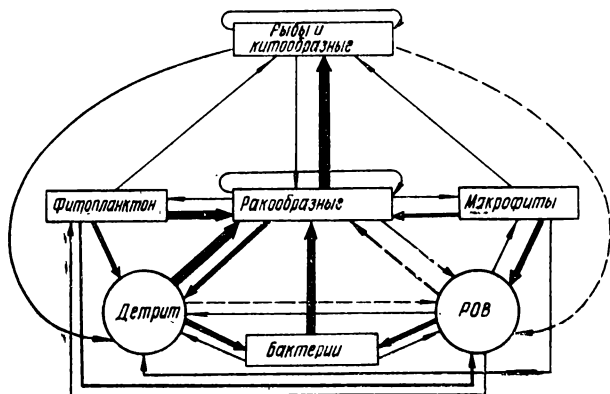 Рыбы и
китообразные
Фитопланктон
Ракообразные
Макрофиты
Детрит
РОВ
Бактерии